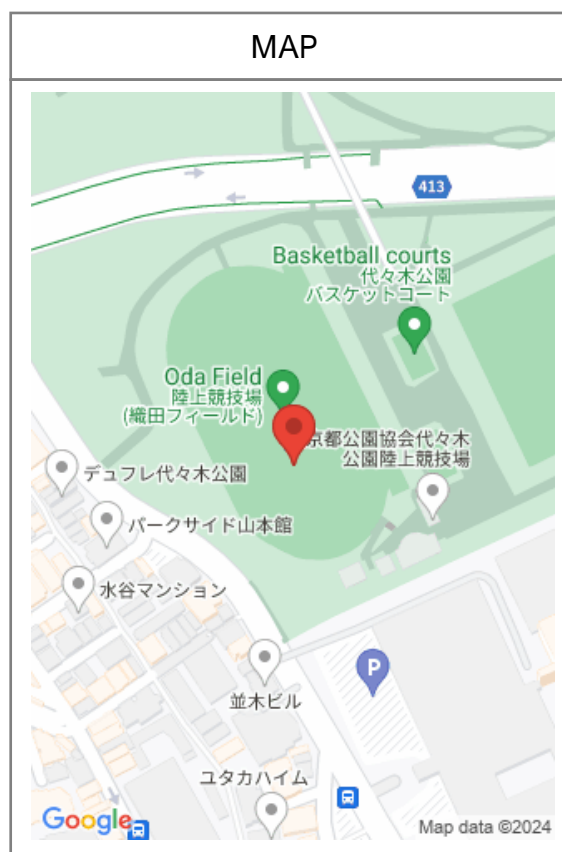 MAP
413
Basketball courts
代々木公園
バスケットコート
Oda Field
陸上競技場
(織田フィールド)
京都公園協会代々木
公園陸上競技場
デュフレ代々木公園
パークサイド山本館
水谷マンション
P
並木ビル
ユタカハイム
Google
Map data ©2024